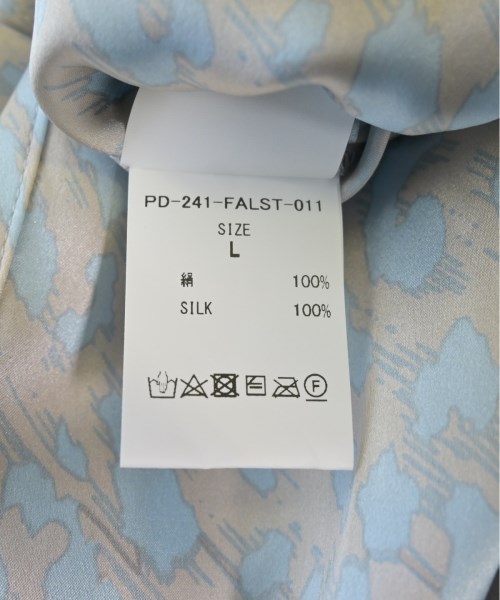 PD-241-FALST-011
SIZE
L
絹 100%
SILK 100%
F